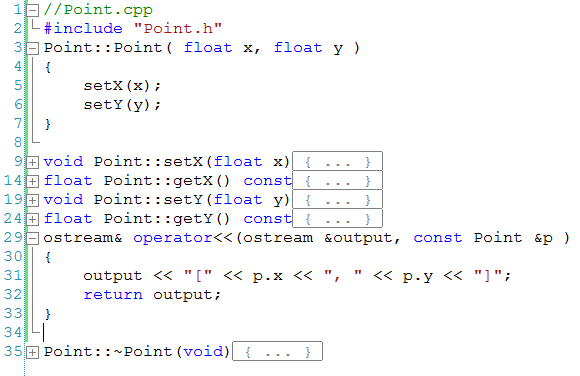 1 //Point.cpp
2 #include "Point.h"
3 Point::Point( float x, float y )
4 {
5     setX(x);
6     setY(y);
7 }
8
9 void Point::setX(float x) { ... }
14 float Point::getX() const { ... }
19 void Point::setY(float y) { ... }
24 float Point::getY() const { ... }
29 ostream& operator<<(ostream &output, const Point &p )
30 {
31     output << "[" << p.x << ", " << p.y << "]";
32     return output;
33 }
34
35 Point::~Point(void) { ... }